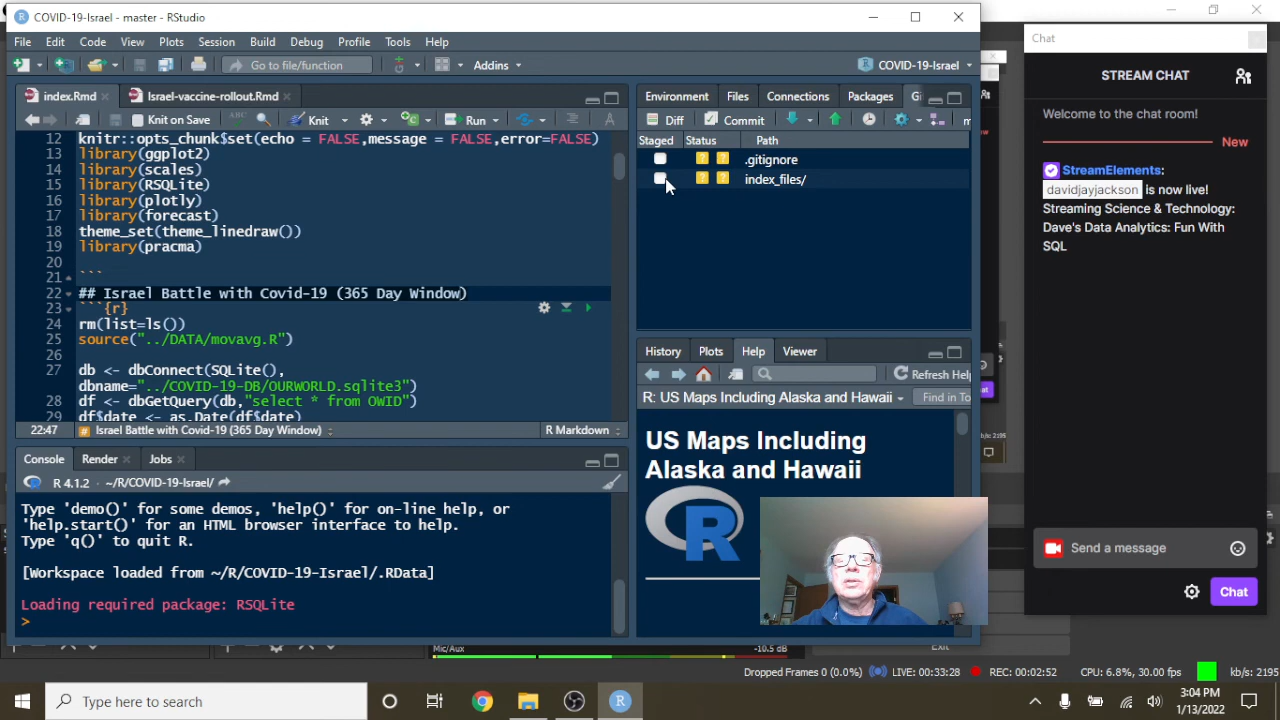 COVID-19-Israel - master - RStudio
File Edit Code View Plots Session Build Debug Profile Tools Help
Go to file/function
Addins
COVID-19-Israel
index.Rmd
Israel-vaccine-rollout.Rmd
Knit on Save
Knit
Run
12 knitr::opts_chunk$set(echo = FALSE,message = FALSE,error=FALSE)
13 library(ggplot2)
14 library(scales)
15 library(RSQLite)
16 library(plotly)
17 library(forecast)
18 theme_set(theme_linedraw())
19 library(pracma)
20
21 ```
22 ## Israel Battle with Covid-19 (365 Day Window)
23 ```{r}
24 rm(list=ls())
25 source("../DATA/movavg.R")
26
27 db <- dbConnect(SQLite(),
dbname="../COVID-19-DB/OURWORLD.sqlite3")
28 df <- dbGetQuery(db,"select * from OWID")
29 df$date <- as.Date(df$date)
22:47
# Israel Battle with Covid-19 (365 Day Window)
R Markdown
Console Render Jobs
R 4.1.2 · ~/R/COVID-19-Israel/
Type 'demo()' for some demos, 'help()' for on-line help, or
'help.start()' for an HTML browser interface to help.
Type 'q()' to quit R.
[Workspace loaded from ~/R/COVID-19-Israel/.RData]
Loading required package: RSQLite
>
Environment Files Connections Packages
Diff Commit
Staged Status Path
? ? .gitignore
? ? index_files/
History Plots Help Viewer
Refresh Help
R: US Maps Including Alaska and Hawaii
Find in To
US Maps Including
Alaska and Hawaii
R
Chat
STREAM CHAT
Welcome to the chat room!
New
StreamElements:
davidjayjackson is now live!
Streaming Science & Technology:
Dave's Data Analytics: Fun With
SQL
Send a message
Chat
Mic/Aux
-10.5 dB
Exit
Dropped Frames 0 (0.0%)
LIVE: 00:33:28
REC: 00:02:52
CPU: 6.8%, 30.00 fps
kb/s: 2195
Type here to search
3:04 PM
1/13/2022